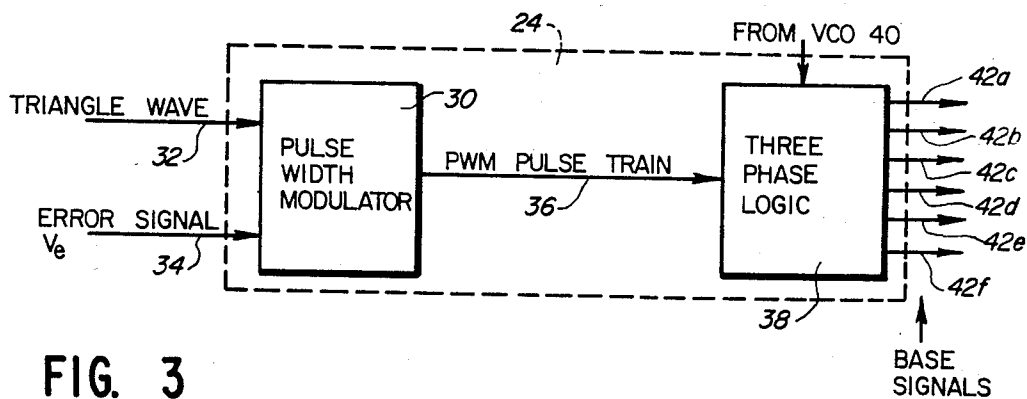 24
FROM VCO 40
42a
TRIANGLE WAVE
30
32
PULSE
WIDTH
MODULATOR
PWM PULSE TRAIN
36
THREE
PHASE
LOGIC
42b
42c
42d
ERROR SIGNAL
Ve
34
42e
42f
38
BASE
SIGNALS
FIG. 3